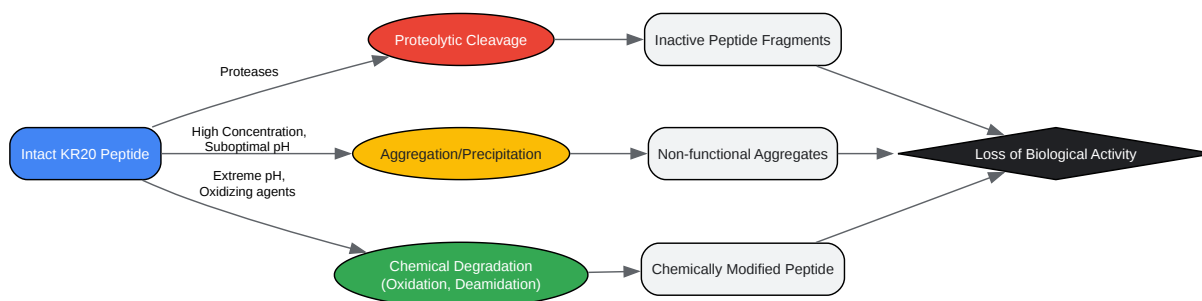 Proteolytic Cleavage
Inactive Peptide Fragments
Proteases
High Concentration,
Suboptimal pH
Intact KR20 Peptide
Aggregation/Precipitation
Non-functional Aggregates
Loss of Biological Activity
Extreme pH,
Oxidizing agents
Chemical Degradation
(Oxidation, Deamidation)
Chemically Modified Peptide